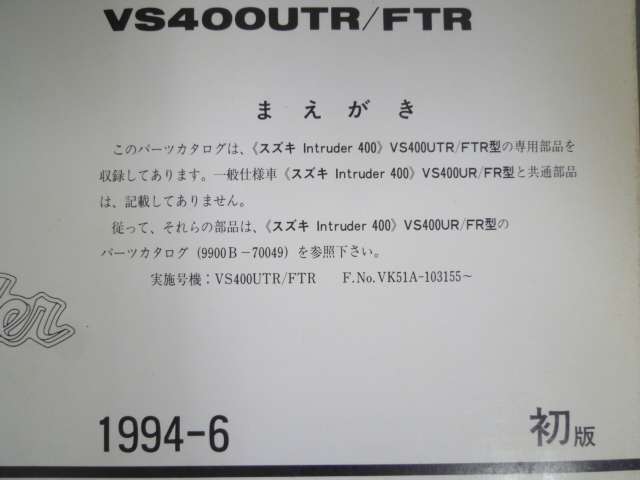 VS400UTR/FTR
まえがき
このパーツカタログは、《スズキ Intruder 400》VS400UTR/FTR型の専用部品を
収録してあります。一般仕様車《スズキ Intruder 400》VS400UR/FR型と共通部品
は、記載してありません。
従って、それらの部品は、《スズキ Intruder 400》VS400UR/FR型の
パーツカタログ (9900B-70049) を参照下さい。
実施号機：VS400UTR/FTR F.No.VK51A-103155～
1994-6
初版